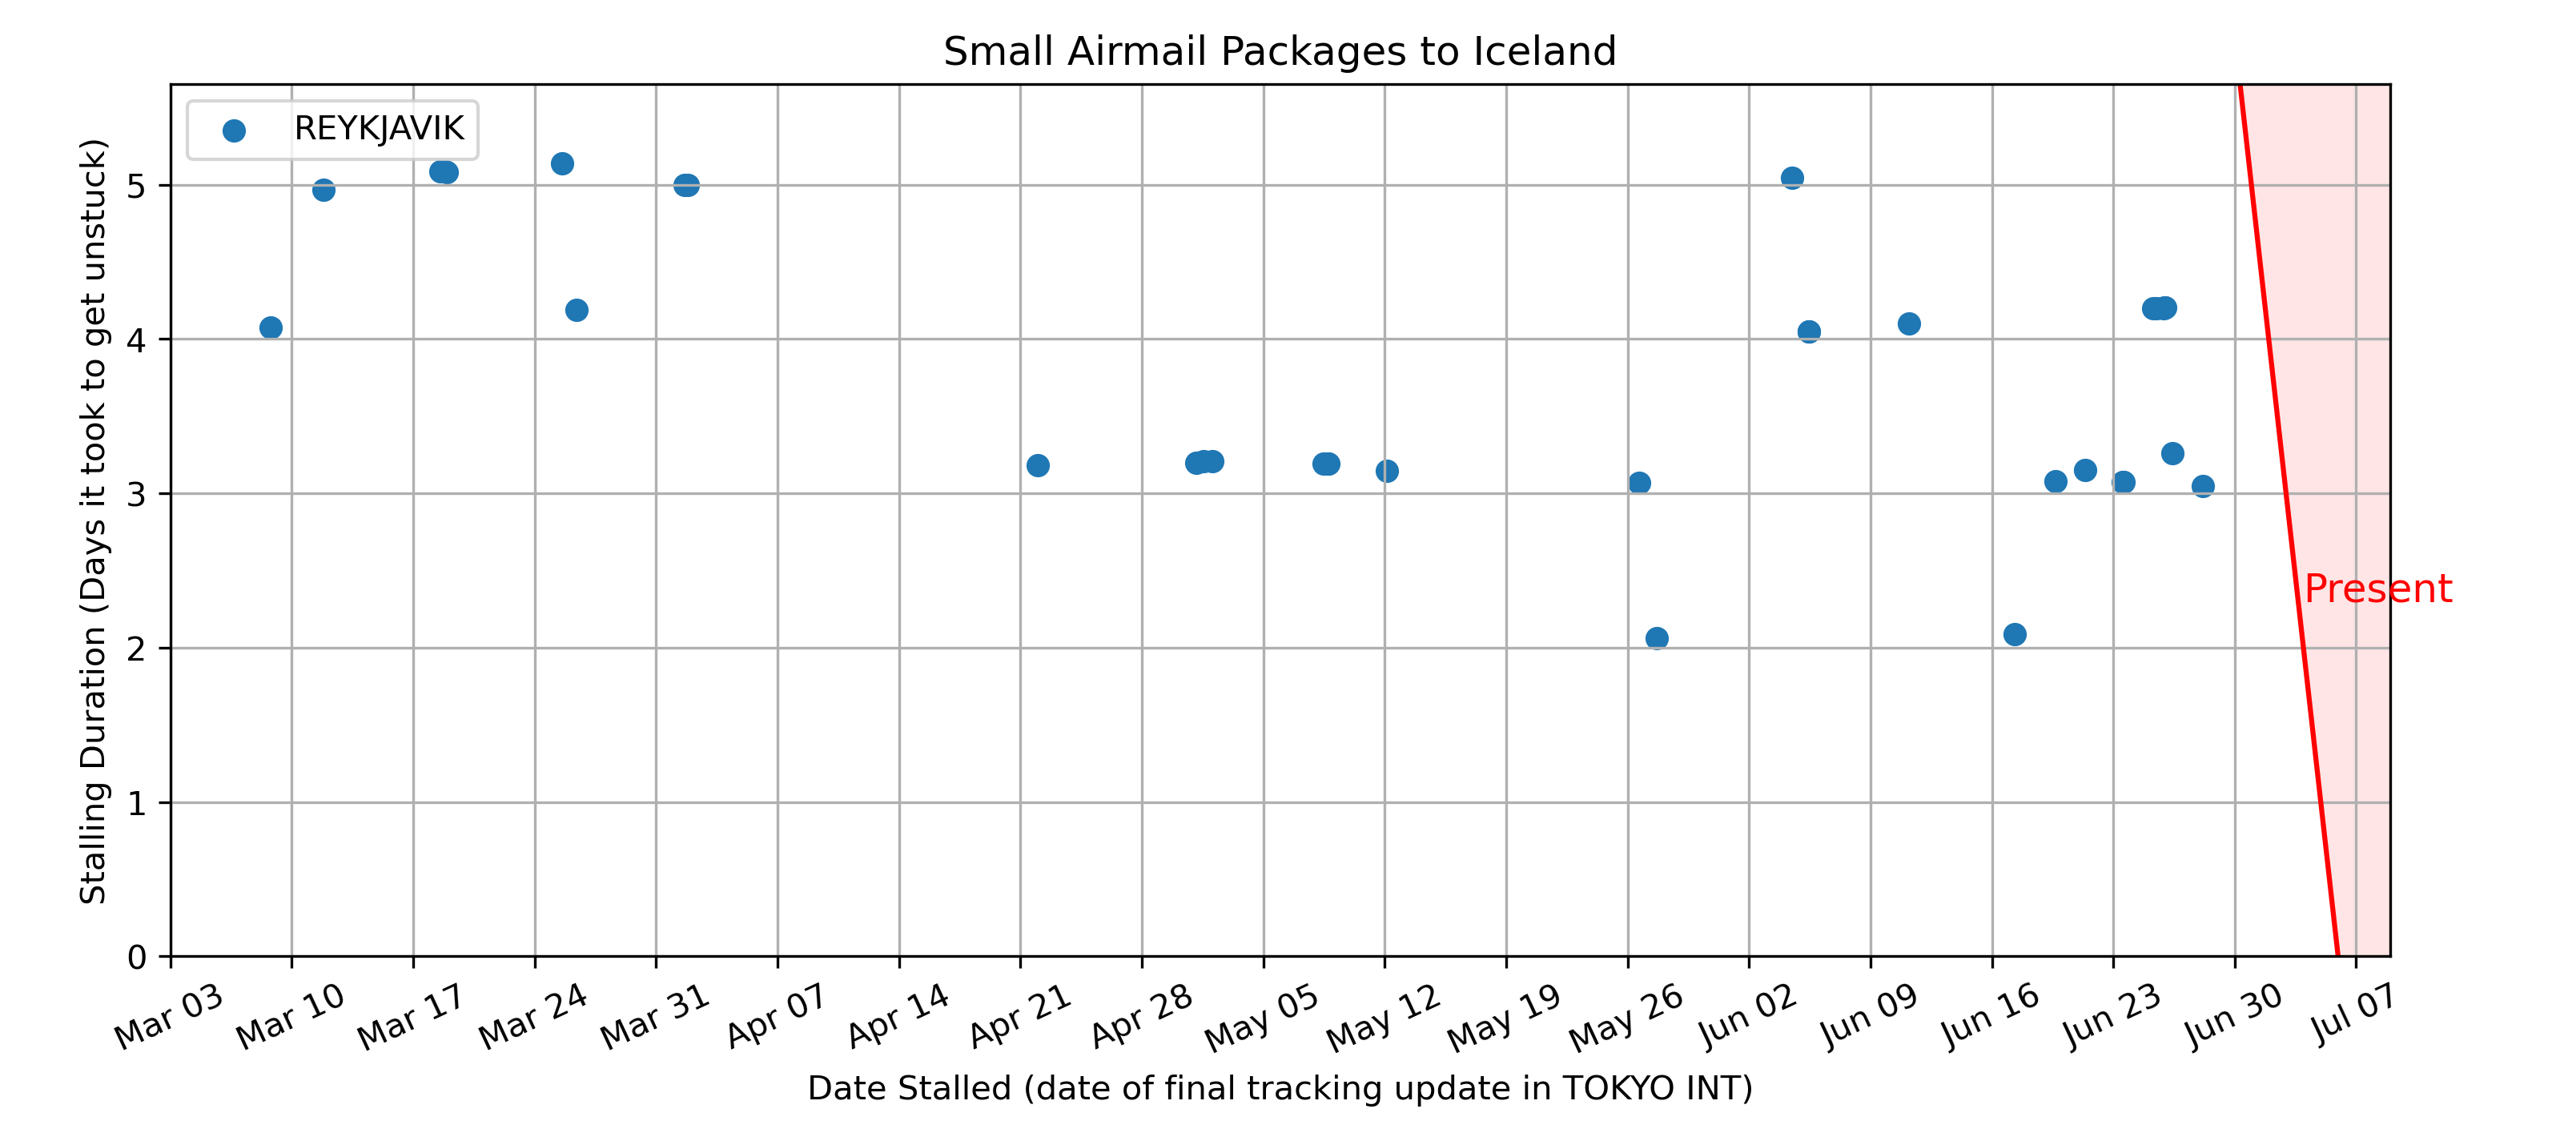 Small Airmail Packages to Iceland
REYKJAVIK
Stalling Duration (Days it took to get unstuck)
5
4
3
2
1
0
Present
Mar 03 Mar 10 Mar 17 Mar 24 Mar 31 Apr 07 Apr 14 Apr 21 Apr 28 May 05 May 12 May 19 May 26 Jun 02 Jun 09 Jun 16 Jun 23 Jun 30 Jul 07
Date Stalled (date of final tracking update in TOKYO INT)